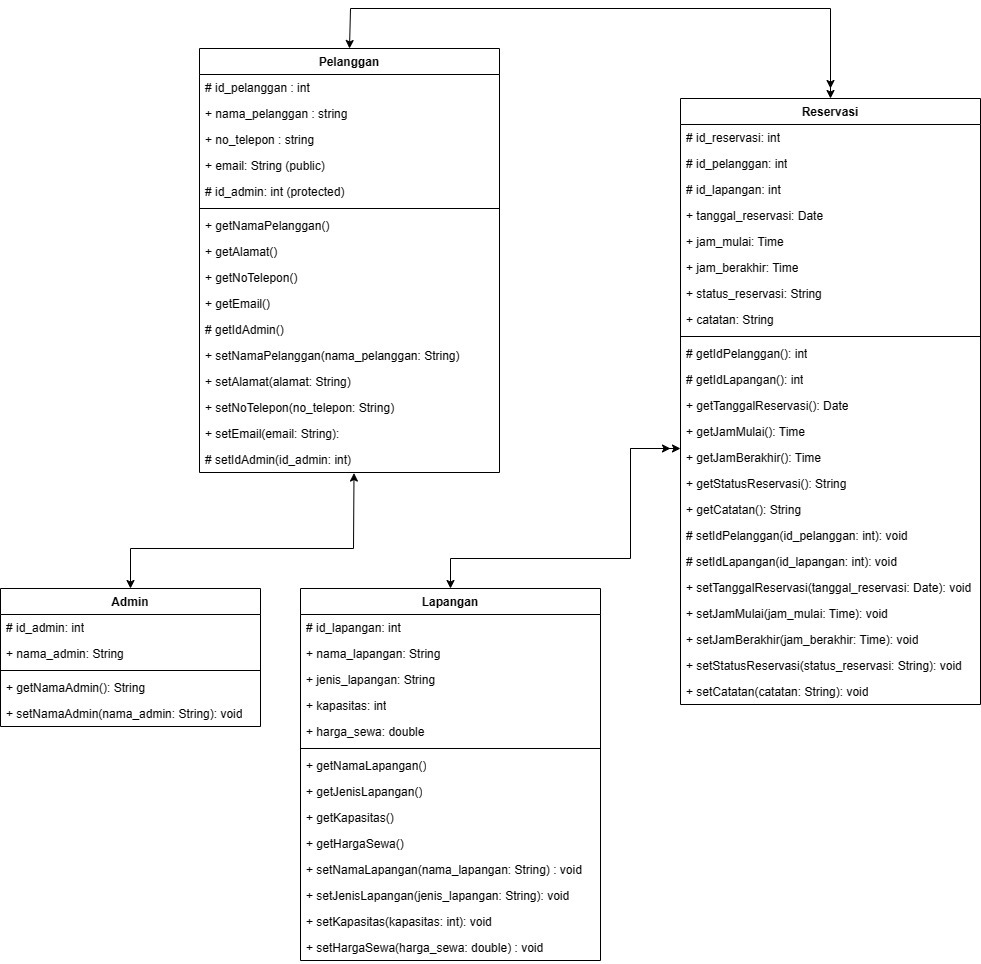 Pelanggan
# id_pelanggan : int
+ nama_pelanggan : string
+ no_telepon : string
+ email: String (public)
# id_admin: int (protected)
+ getNamaPelanggan()
+ getAlamat()
+ getNoTelepon()
+ getEmail()
# getIdAdmin()
+ setNamaPelanggan(nama_pelanggan: String)
+ setAlamat(alamat: String)
+ setNoTelepon(no_telepon: String)
+ setEmail(email: String):
# setIdAdmin(id_admin: int)
Reservasi
# id_reservasi: int
# id_pelanggan: int
# id_lapangan: int
+ tanggal_reservasi: Date
+ jam_mulai: Time
+ jam_berakhir: Time
+ status_reservasi: String
+ catatan: String
# getIdPelanggan(): int
# getIdLapangan(): int
+ getTanggalReservasi(): Date
+ getJamMulai(): Time
+ getJamBerakhir(): Time
+ getStatusReservasi(): String
+ getCatatan(): String
# setIdPelanggan(id_pelanggan: int): void
# setIdLapangan(id_lapangan: int): void
+ setTanggalReservasi(tanggal_reservasi: Date): void
+ setJamMulai(jam_mulai: Time): void
+ setJamBerakhir(jam_berakhir: Time): void
+ setStatusReservasi(status_reservasi: String): void
+ setCatatan(catatan: String): void
Admin
# id_admin: int
+ nama_admin: String
+ getNamaAdmin(): String
+ setNamaAdmin(nama_admin: String): void
Lapangan
# id_lapangan: int
+ nama_lapangan: String
+ jenis_lapangan: String
+ kapasitas: int
+ harga_sewa: double
+ getNamaLapangan()
+ getJenisLapangan()
+ getKapasitas()
+ getHargaSewa()
+ setNamaLapangan(nama_lapangan: String) : void
+ setJenisLapangan(jenis_lapangan: String): void
+ setKapasitas(kapasitas: int): void
+ setHargaSewa(harga_sewa: double) : void